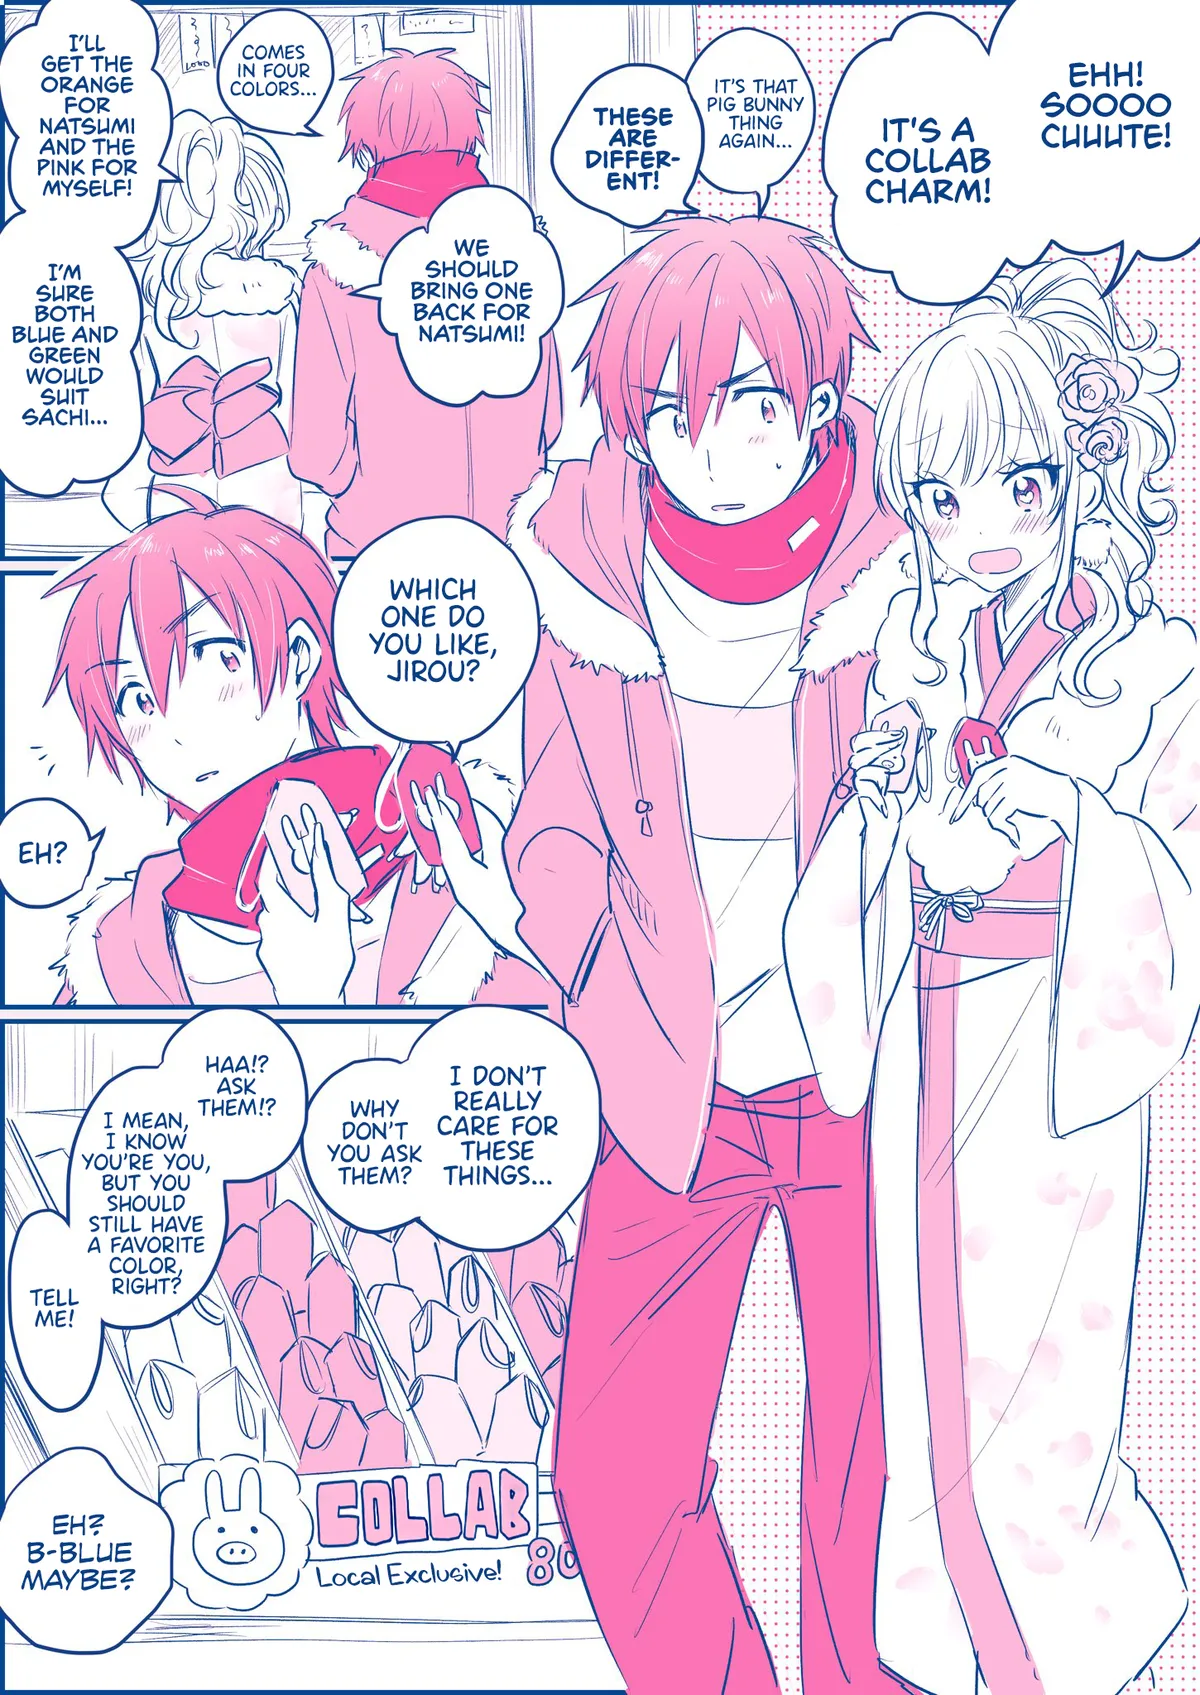 EHH!
SOOOO
CUUUTE!
IT'S A
COLLAB
CHARM!
IT'S THAT
PIG BUNNY
THING
AGAIN...
THESE
ARE
DIFFER-
ENT!
WE
SHOULD
BRING ONE
BACK FOR
NATSUMI!
COMES
IN FOUR
COLORS...
I'LL
GET THE
ORANGE
FOR
NATSUMI
AND THE
PINK FOR
MYSELF!
I'M
SURE
BOTH
BLUE AND
GREEN
WOULD
SUIT
SACHI...
WHICH
ONE DO
YOU LIKE,
JIROU?
EH?
I DON'T
REALLY
CARE FOR
THESE
THINGS...
WHY
DON'T
YOU ASK
THEM?
HAA!?
ASK
THEM!?
I MEAN,
I KNOW
YOU'RE YOU,
BUT YOU
SHOULD
STILL HAVE
A FAVORITE
COLOR,
RIGHT?
TELL
ME!
EH?
B-BLUE
MAYBE?
COLLAB
Local Exclusive!
80